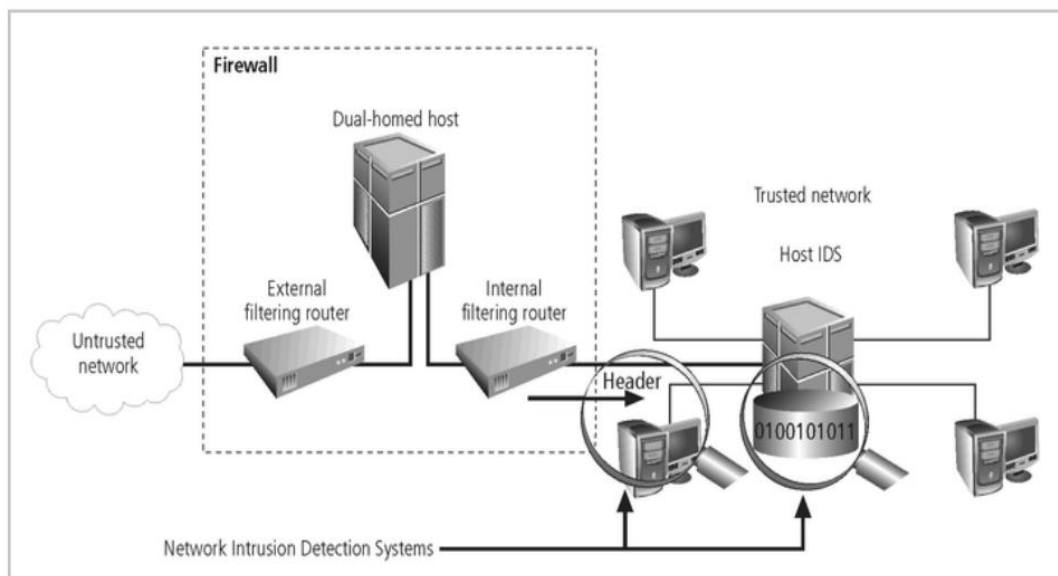 Firewall
Dual-homed host
Trusted network
Host IDS
External
filtering router
Internal
filtering router
Untrusted
network
Header
0100101011
Network Intrusion Detection Systems